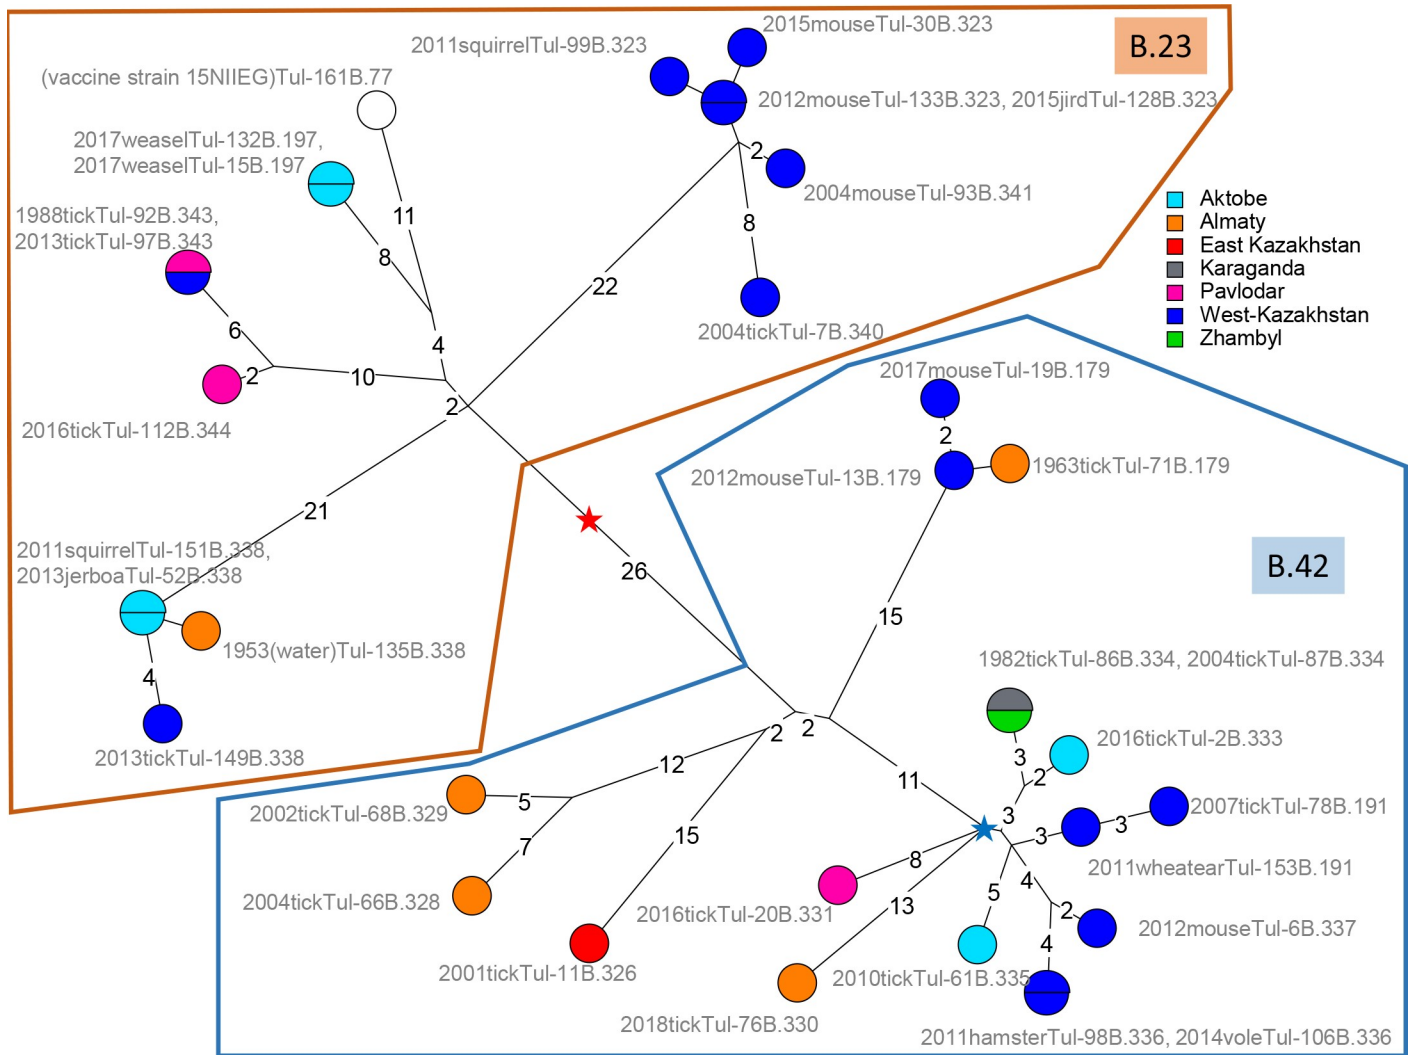 2015mouseTul-30B.323
B.23
2011squirrelTul-99B.323
(vaccine strain 15NIIEG)Tul-161B.77
2012mouseTul-133B.323, 2015jirdTul-128B.323
2017weaselTul-132B.197,
2017weaselTul-15B.197
2
2004mouseTul-93B.341
1988tickTul-92B.343,
2013tickTul-97B.343
11
8
8
22
Aktobe
Almaty
East Kazakhstan
Karaganda
Pavlodar
West-Kazakhstan
Zhambyl
6
2004tickTul-7B.340
4
2
10
2
2016tickTul-112B.344
2017mouseTul-19B.179
2
2012mouseTul-13B.179
1963tickTul-71B.179
21
2011squirrelTul-151B.338,
2013jerboaTul-52B.338
26
B.42
15
1953(water)Tul-135B.338
4
2013tickTul-149B.338
1982tickTul-86B.334, 2004tickTul-87B.334
2
2
2016tickTul-2B.333
3
2
12
11
5
2002tickTul-68B.329
2007tickTul-78B.191
3
3
3
15
7
8
2011wheatearTul-153B.191
4
5
2004tickTul-66B.328
13
2016tickTul-20B.331
2
2012mouseTul-6B.337
4
2001tickTul-11B.326
2010tickTul-61B.335
2018tickTul-76B.330
2011hamsterTul-98B.336, 2014voleTul-106B.336